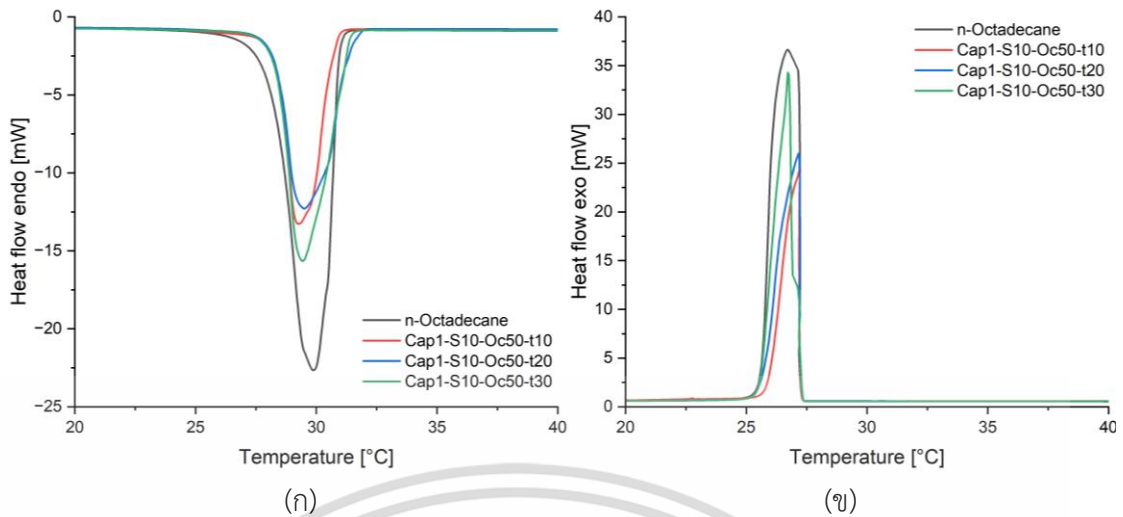 0
−5
−10
−15
−20
−25
Heat flow endo [mW]
n-Octadecane
Cap1-S10-Oc50-t10
Cap1-S10-Oc50-t20
Cap1-S10-Oc50-t30
20 25 30 35 40
Temperature [°C]
(ก)
40
35
30
25
20
15
10
5
0
Heat flow exo [mW]
n-Octadecane
Cap1-S10-Oc50-t10
Cap1-S10-Oc50-t20
Cap1-S10-Oc50-t30
20 25 30 35 40
Temperature [°C]
(ข)